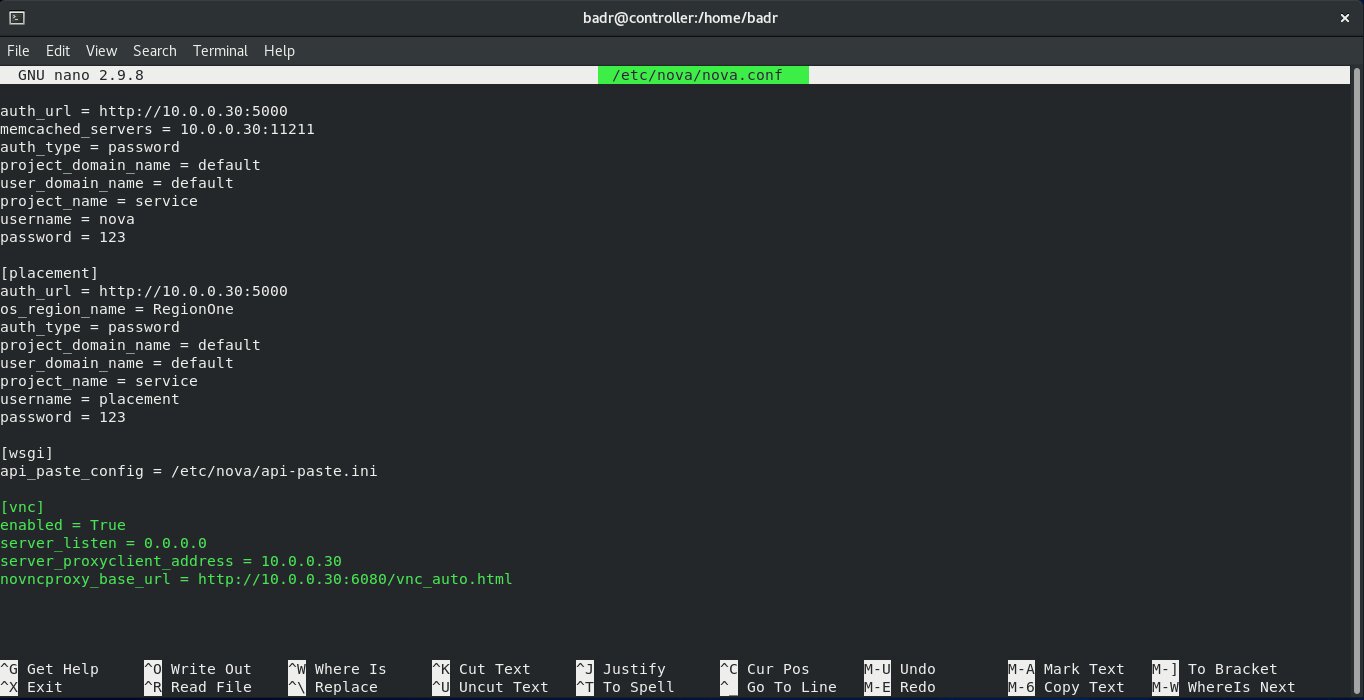 badr@controller:/home/badr
×
File Edit View Search Terminal Help
GNU nano 2.9.8 /etc/nova/nova.conf
auth_url = http://10.0.0.30:5000
memcached_servers = 10.0.0.30:11211
auth_type = password
project_domain_name = default
user_domain_name = default
project_name = service
username = nova
password = 123
[placement]
auth_url = http://10.0.0.30:5000
os_region_name = RegionOne
auth_type = password
project_domain_name = default
user_domain_name = default
project_name = service
username = placement
password = 123
[wsgi]
api_paste_config = /etc/nova/api-paste.ini
[vnc]
enabled = True
server_listen = 0.0.0.0
server_proxyclient_address = 10.0.0.30
novncproxy_base_url = http://10.0.0.30:6080/vnc_auto.html
^G Get Help ^O Write Out ^W Where Is ^K Cut Text ^J Justify ^C Cur Pos M-U Undo M-A Mark Text M-] To Bracket
^X Exit ^R Read File ^\ Replace ^U Uncut Text ^T To Spell ^_ Go To Line M-E Redo M-6 Copy Text M-W WhereIs Next